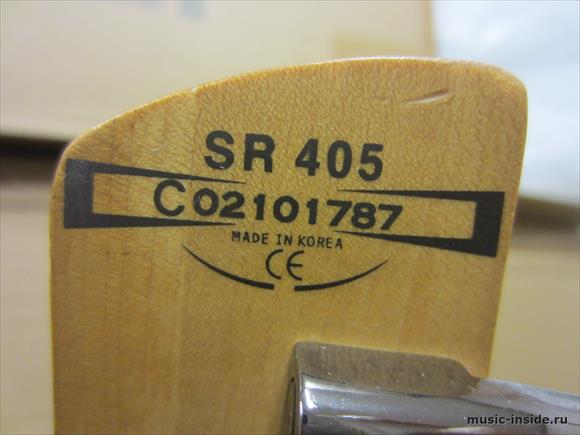 SR 405
C02101787
MADE IN KOREA
CE
music-inside.ru